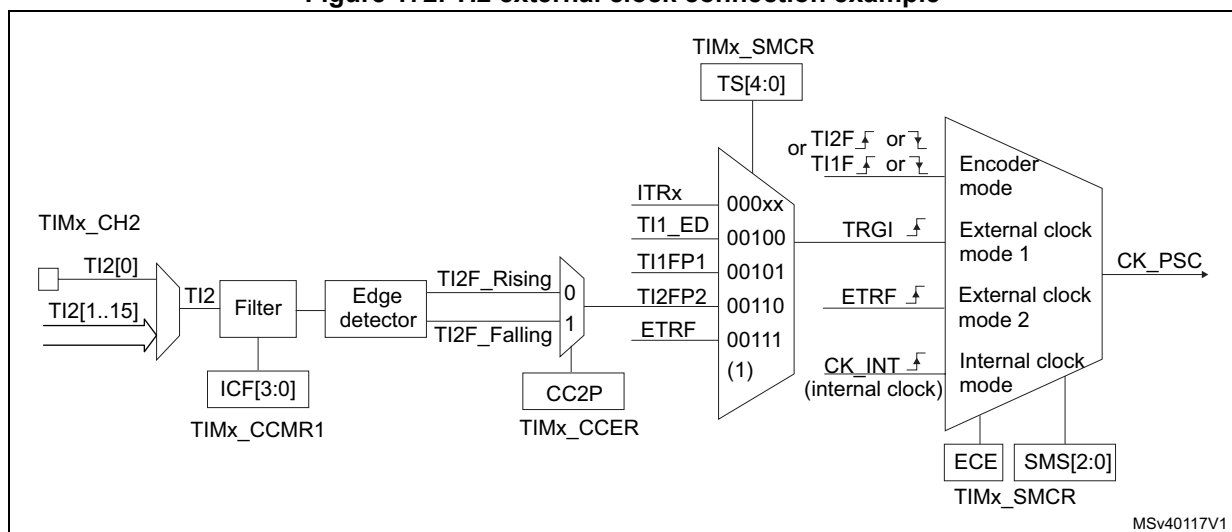 Figure 172. TI2 external clock connection example
TIMx_SMCR
TS[4:0]
or TI2F or
TI1F or
Encoder
mode
ITRx
000xx
TIMx_CH2
TI1_ED
00100
TRGI
External clock
mode 1
CK_PSC
TI2[0]
TI1FP1
00101
TI2F_Rising
0
TI2
Filter
Edge
detector
TI2FP2
00110
ETRF
External clock
mode 2
TI2[1..15]
1
TI2F_Falling
ETRF
00111
(1)
CK_INT
(internal clock)
Internal clock
mode
ICF[3:0]
CC2P
TIMx_CCMR1
TIMx_CCER
ECE
SMS[2:0]
TIMx_SMCR
MSv40117V1